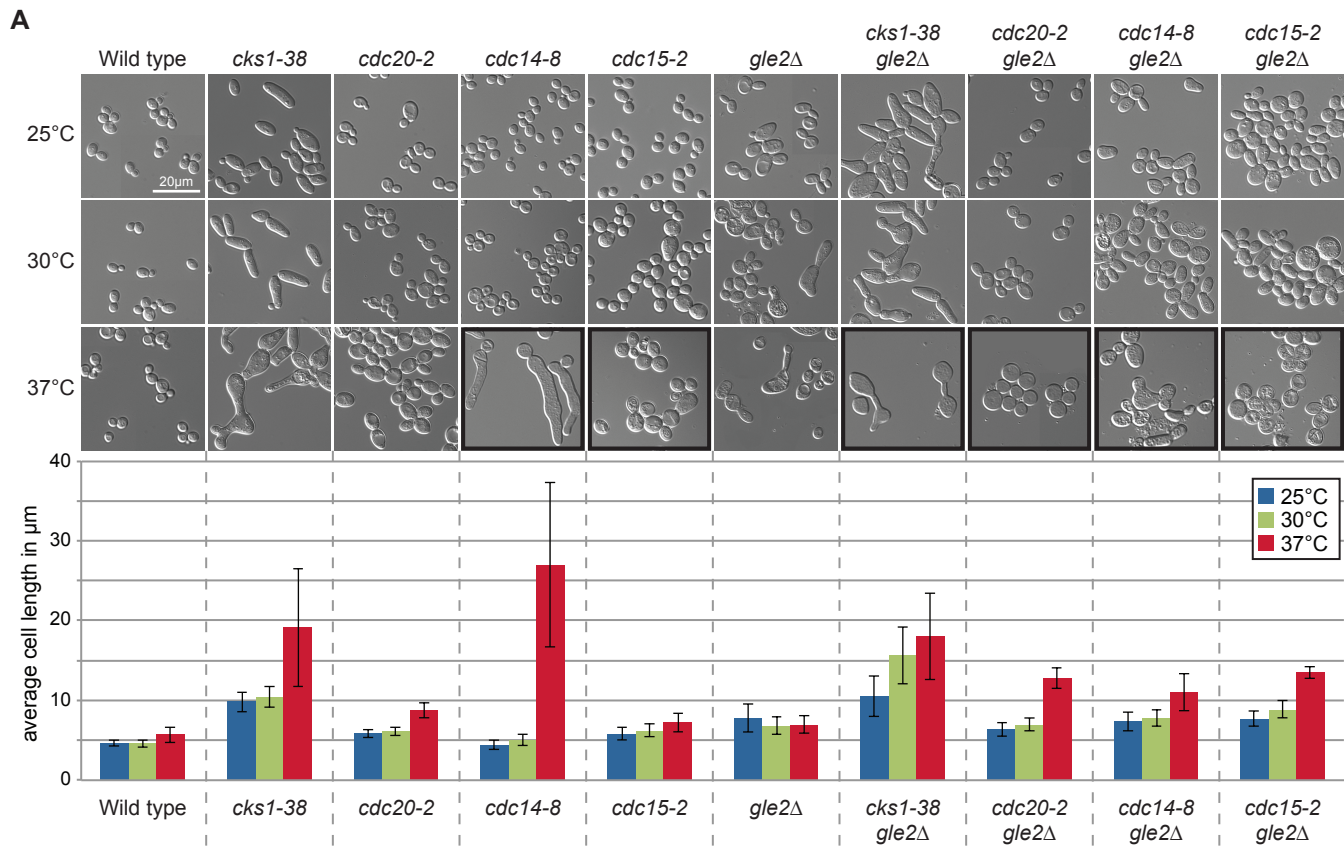 A
Wild type cks1-38 cdc20-2 cdc14-8 cdc15-2 gle2Δ cks1-38 cdc20-2 cdc14-8 cdc15-2
gle2Δ gle2Δ gle2Δ gle2Δ
25°C
20µm
30°C
37°C
40
30
20
10
0
average cell length in µm
25°C
30°C
37°C
Wild type cks1-38 cdc20-2 cdc14-8 cdc15-2 gle2Δ cks1-38 cdc20-2 cdc14-8 cdc15-2
gle2Δ gle2Δ gle2Δ gle2Δ